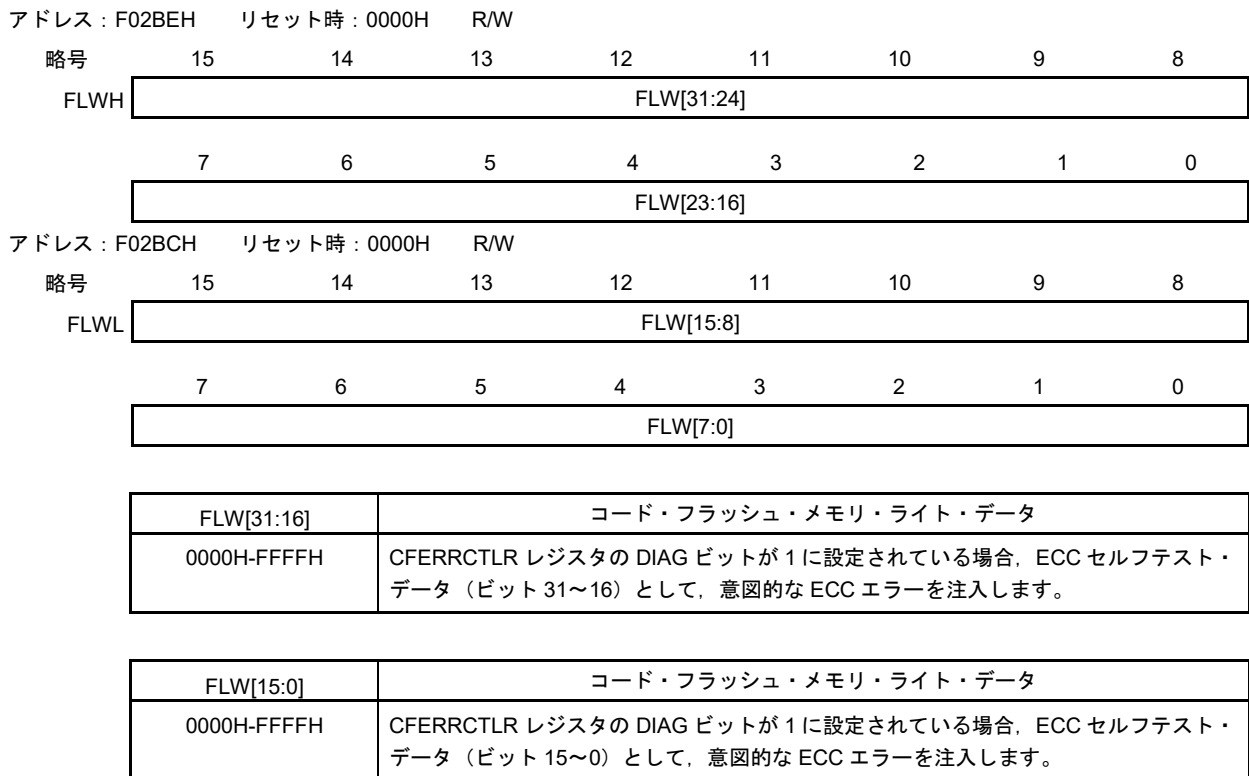 アドレス：F02BEH リセット時：0000H R/W
略号 15 14 13 12 11 10 9 8
FLWH FLW[31:24]
7 6 5 4 3 2 1 0
FLW[23:16]
アドレス：F02BCH リセット時：0000H R/W
略号 15 14 13 12 11 10 9 8
FLWL FLW[15:8]
7 6 5 4 3 2 1 0
FLW[7:0]
FLW[31:16] コード・フラッシュ・メモリ・ライト・データ
0000H-FFFFH CFERRCTLR レジスタの DIAG ビットが 1 に設定されている場合，ECC セルフテスト・
データ（ビット 31～16）として，意図的な ECC エラーを注入します。
FLW[15:0] コード・フラッシュ・メモリ・ライト・データ
0000H-FFFFH CFERRCTLR レジスタの DIAG ビットが 1 に設定されている場合，ECC セルフテスト・
データ（ビット 15～0）として，意図的な ECC エラーを注入します。